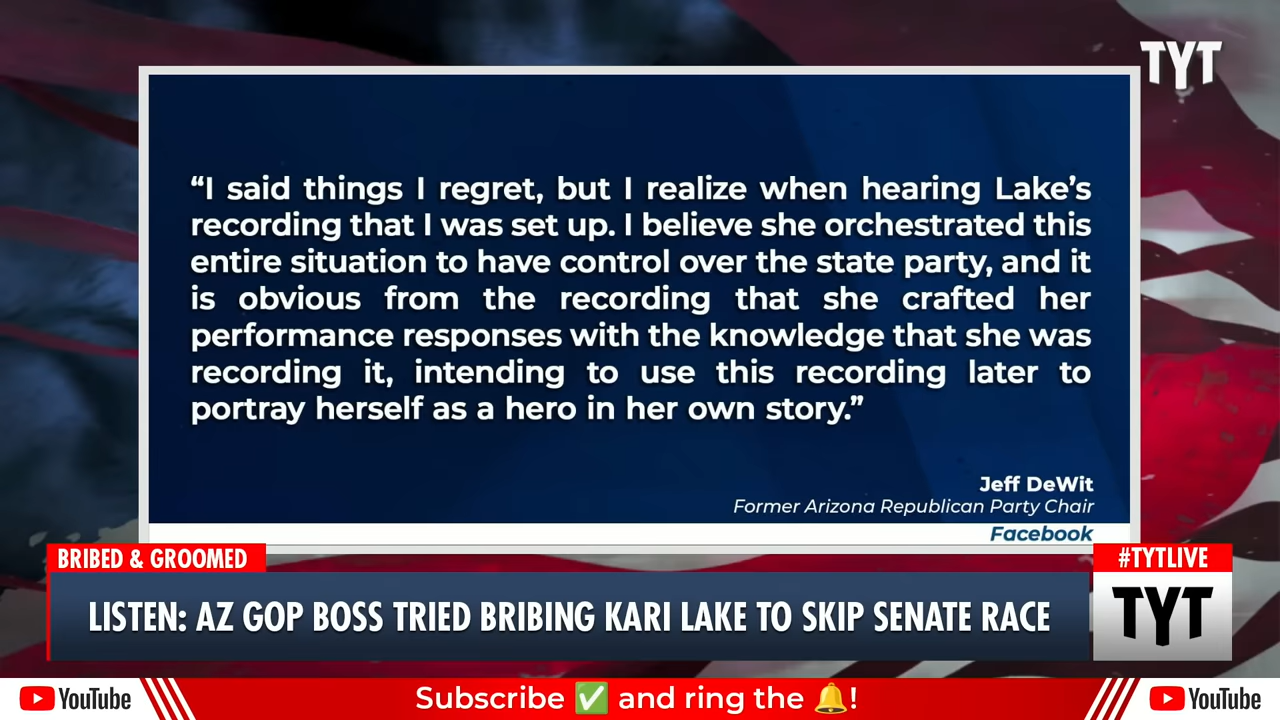 TYT
“I said things I regret, but I realize when hearing Lake’s
recording that I was set up. I believe she orchestrated this
entire situation to have control over the state party, and it
is obvious from the recording that she crafted her
performance responses with the knowledge that she was
recording it, intending to use this recording later to
portray herself as a hero in her own story.”
Jeff DeWit
Former Arizona Republican Party Chair
Facebook
BRIBED & GROOMED
#TYTLIVE
LISTEN: AZ GOP BOSS TRIED BRIBING KARI LAKE TO SKIP SENATE RACE
TYT
YouTube
Subscribe ✅ and ring the 🔔!
YouTube